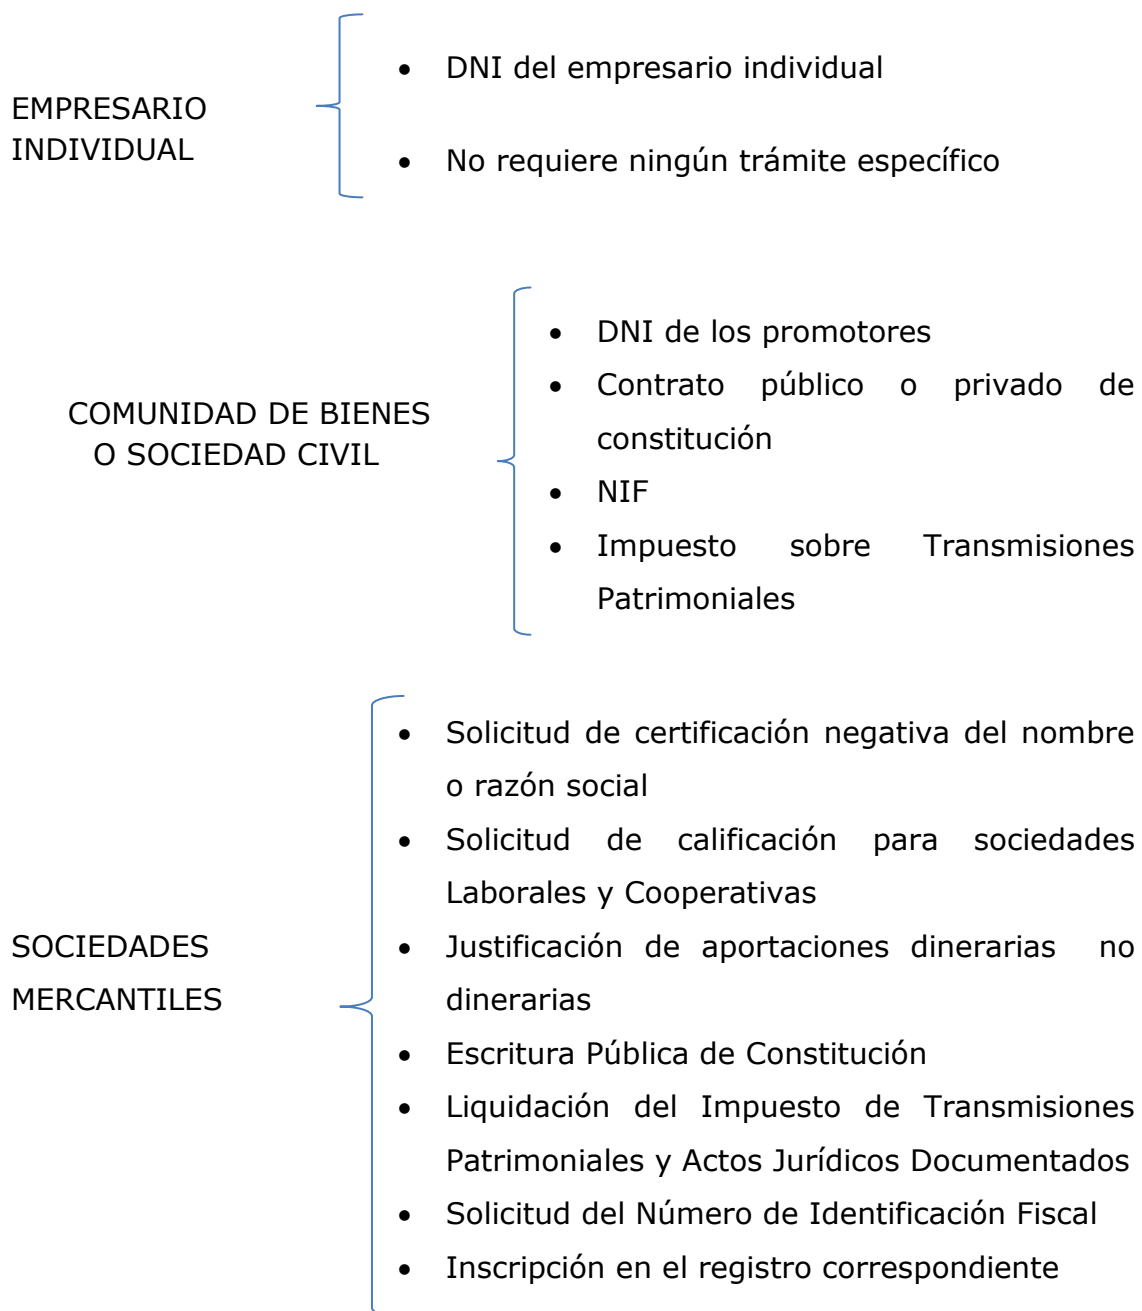 EMPRESARIO
INDIVIDUAL
• DNI del empresario individual
• No requiere ningún trámite específico
COMUNIDAD DE BIENES
O SOCIEDAD CIVIL
• DNI de los promotores
• Contrato público o privado de
constitución
• NIF
• Impuesto sobre Transmisiones
Patrimoniales
SOCIEDADES
MERCANTILES
• Solicitud de certificación negativa del nombre
o razón social
• Solicitud de calificación para sociedades
Laborales y Cooperativas
• Justificación de aportaciones dinerarias no
dinerarias
• Escritura Pública de Constitución
• Liquidación del Impuesto de Transmisiones
Patrimoniales y Actos Jurídicos Documentados
• Solicitud del Número de Identificación Fiscal
• Inscripción en el registro correspondiente